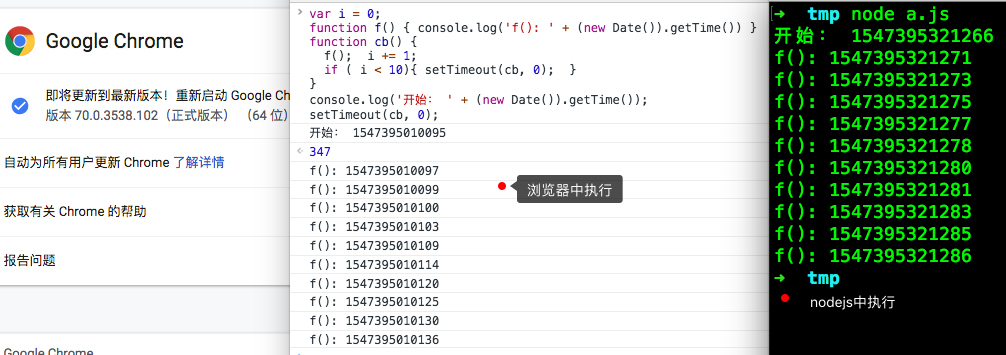 Google Chrome
即将更新到最新版本！重新启动 Google Ch
版本 70.0.3538.102（正式版本） （64 位）
自动为所有用户更新 Chrome 了解详情
获取有关 Chrome 的帮助
报告问题
Google Chrome
var i = 0;
function f() { console.log('f(): ' + (new Date()).getTime()) }
function cb() {
f();  i += 1;
if ( i < 10){ setTimeout(cb, 0);  }
}
console.log('开始： ' + (new Date()).getTime());
setTimeout(cb, 0);
开始： 1547395010095
347
f(): 1547395010097
f(): 1547395010099
浏览器中执行
f(): 1547395010100
f(): 1547395010103
f(): 1547395010109
f(): 1547395010114
f(): 1547395010120
f(): 1547395010125
f(): 1547395010130
f(): 1547395010136
➜  tmp node a.js
开始： 1547395321266
f(): 1547395321271
f(): 1547395321273
f(): 1547395321275
f(): 1547395321277
f(): 1547395321278
f(): 1547395321280
f(): 1547395321281
f(): 1547395321283
f(): 1547395321285
f(): 1547395321286
➜  tmp
nodejs中执行